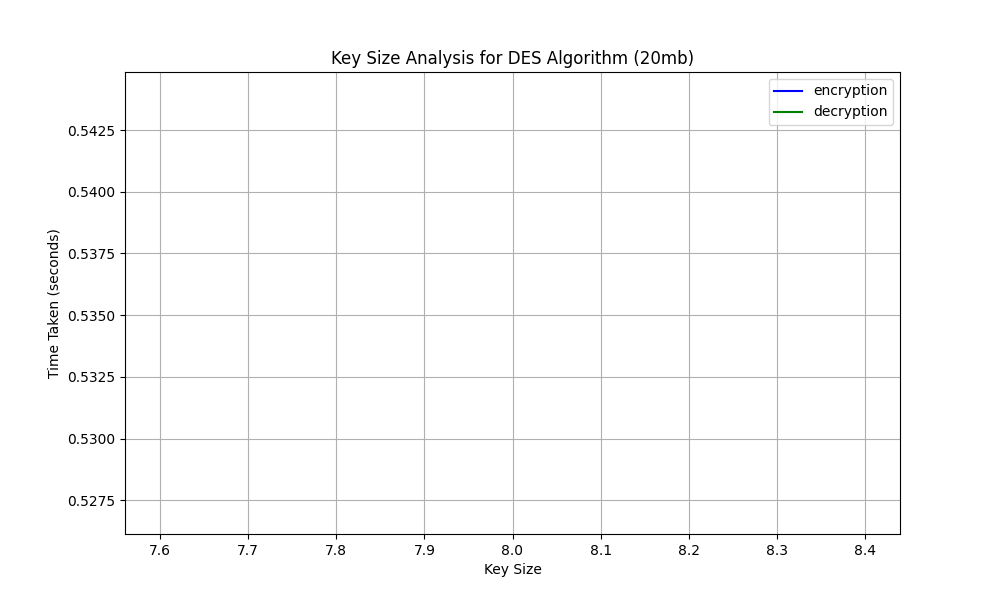 Key Size Analysis for DES Algorithm (20mb)
encryption
decryption
0.5425
0.5400
0.5375
0.5350
0.5325
0.5300
0.5275
Time Taken (seconds)
7.6 7.7 7.8 7.9 8.0 8.1 8.2 8.3 8.4
Key Size